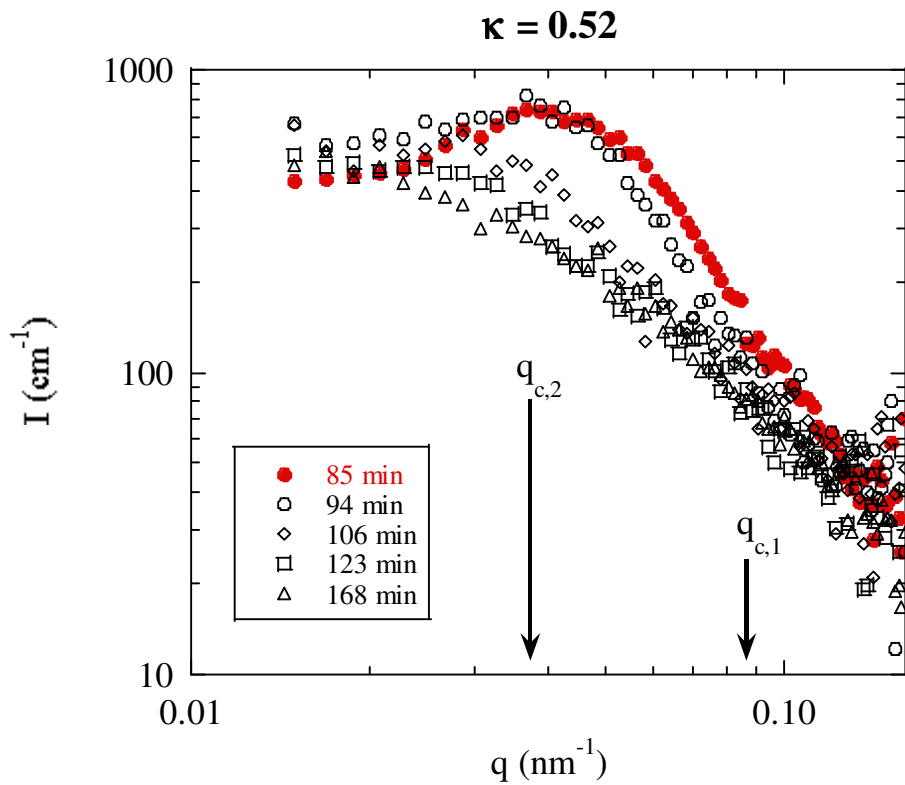 κ = 0.52
1000
I (cm⁻¹)
100
q_c,2
85 min
94 min
106 min
123 min
168 min
q_c,1
10
0.01
0.10
q (nm⁻¹)